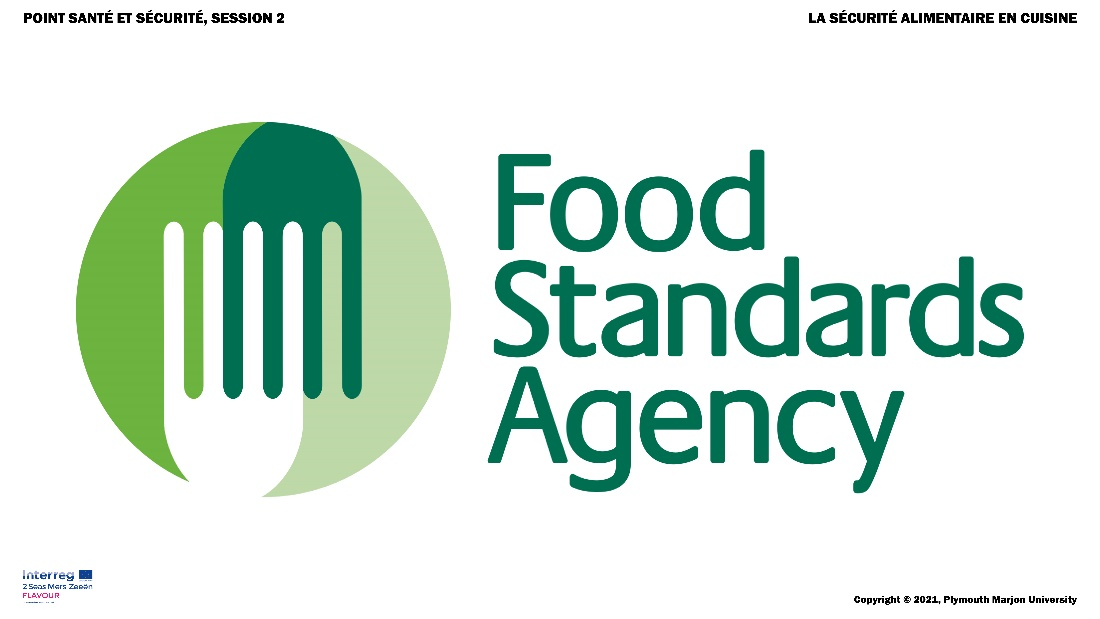 POINT SANTÉ ET SÉCURITÉ, SESSION 2
LA SÉCURITÉ ALIMENTAIRE EN CUISINE
Food
Standards
Agency
Interreg
2 Seas Mers Zeeën
FLAVOUR
Copyright © 2021, Plymouth Marjon University